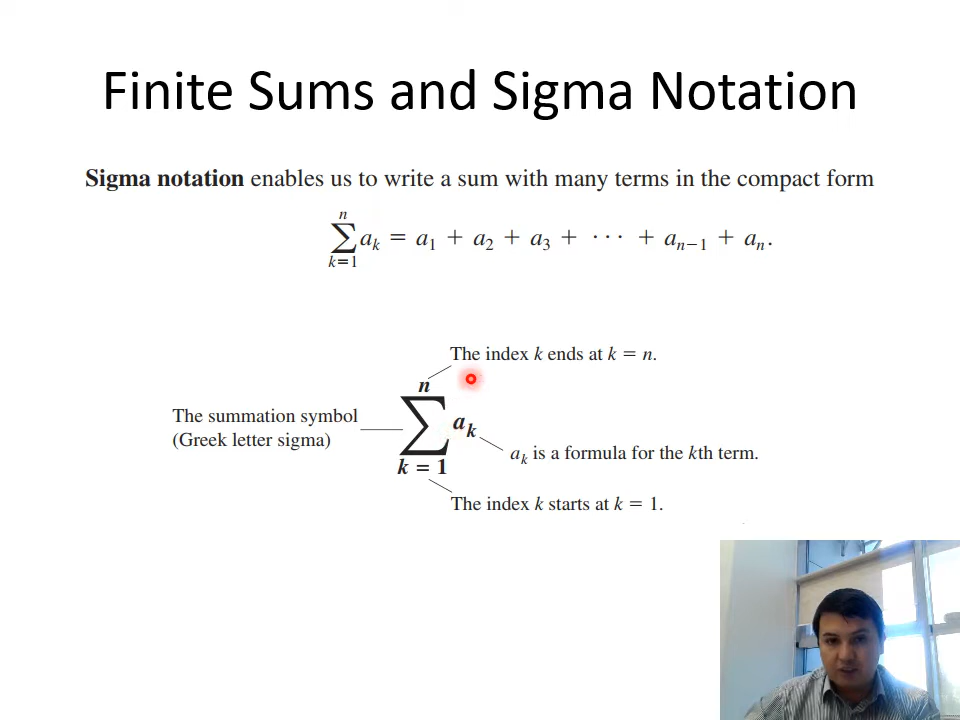 Finite Sums and Sigma Notation
Sigma notation enables us to write a sum with many terms in the compact form
n
∑ aₖ = a₁ + a₂ + a₃ + ··· + aₙ₋₁ + aₙ.
k=1
The index k ends at k = n.
n
The summation symbol
(Greek letter sigma)
∑ aₖ
aₖ is a formula for the kth term.
k = 1
The index k starts at k = 1.